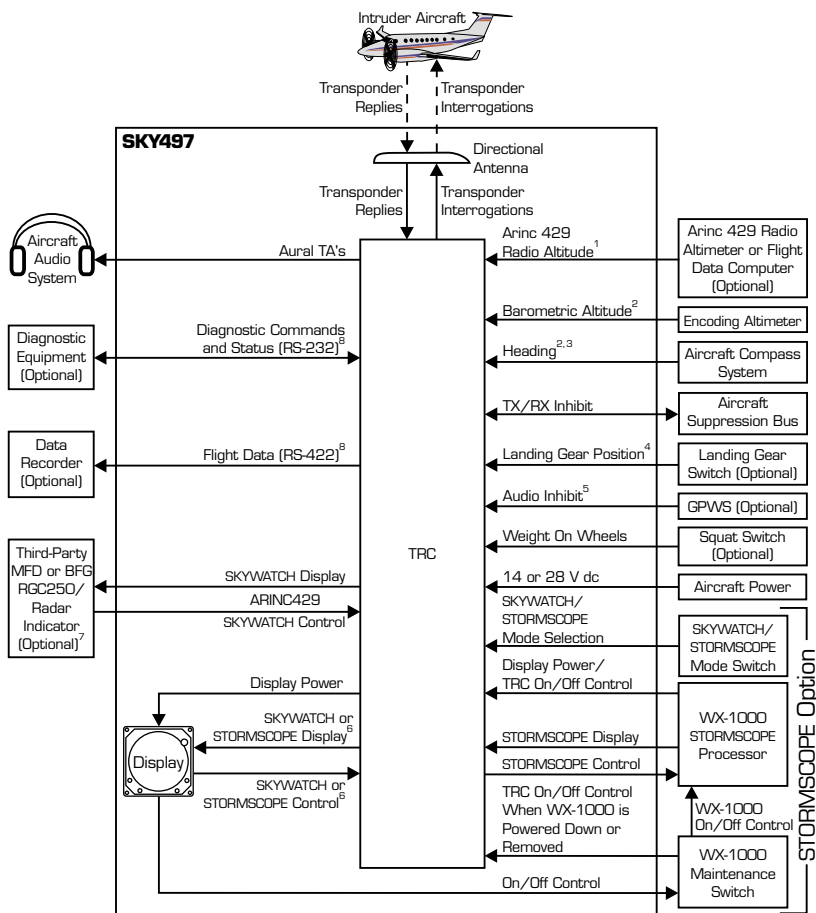 Intruder Aircraft
Transponder
Replies
Transponder
Interrogations
SKY497
Directional
Antenna
Transponder
Replies
Transponder
Interrogations
Aircraft
Audio
System
Aural TA's
Arinc 429
Radio Altitude1
Arinc 429 Radio
Altimeter or Flight
Data Computer
(Optional)
Diagnostic
Equipment
(Optional)
Diagnostic Commands
and Status (RS-232)8
Barometric Altitude2
Encoding Altimeter
Heading2,3
Aircraft Compass
System
TX/RX Inhibit
Aircraft
Suppression Bus
Data
Recorder
(Optional)
Flight Data (RS-422)8
Landing Gear Position4
Landing Gear
Switch (Optional)
Audio Inhibit5
GPWS (Optional)
TRC
Weight On Wheels
Squat Switch
(Optional)
Third-Party
MFD or BFG
RGC250/
Radar
Indicator
(Optional)7
SKYWATCH Display
ARINC429
SKYWATCH Control
14 or 28 V dc
Aircraft Power
SKYWATCH/
STORMSCOPE
Mode Selection
SKYWATCH/
STORMSCOPE
Mode Switch
Display Power
Display Power/
TRC On/Off Control
Display
SKYWATCH or
STORMSCOPE Display6
SKYWATCH or
STORMSCOPE Control6
STORMSCOPE Display
STORMSCOPE Control
WX-1000
STORMSCOPE
Processor
STORMSCOPE Option
TRC On/Off Control
When WX-1000 is
Powered Down or
Removed
WX-1000
On/Off Control
WX-1000
Maintenance
Switch
On/Off Control